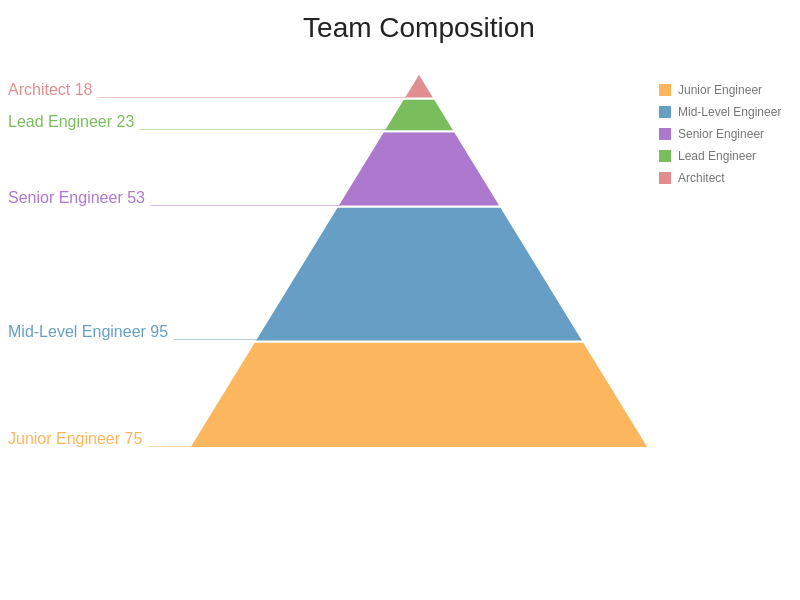 Team Composition
Architect 18
Lead Engineer 23
Senior Engineer 53
Mid-Level Engineer 95
Junior Engineer 75
Junior Engineer
Mid-Level Engineer
Senior Engineer
Lead Engineer
Architect